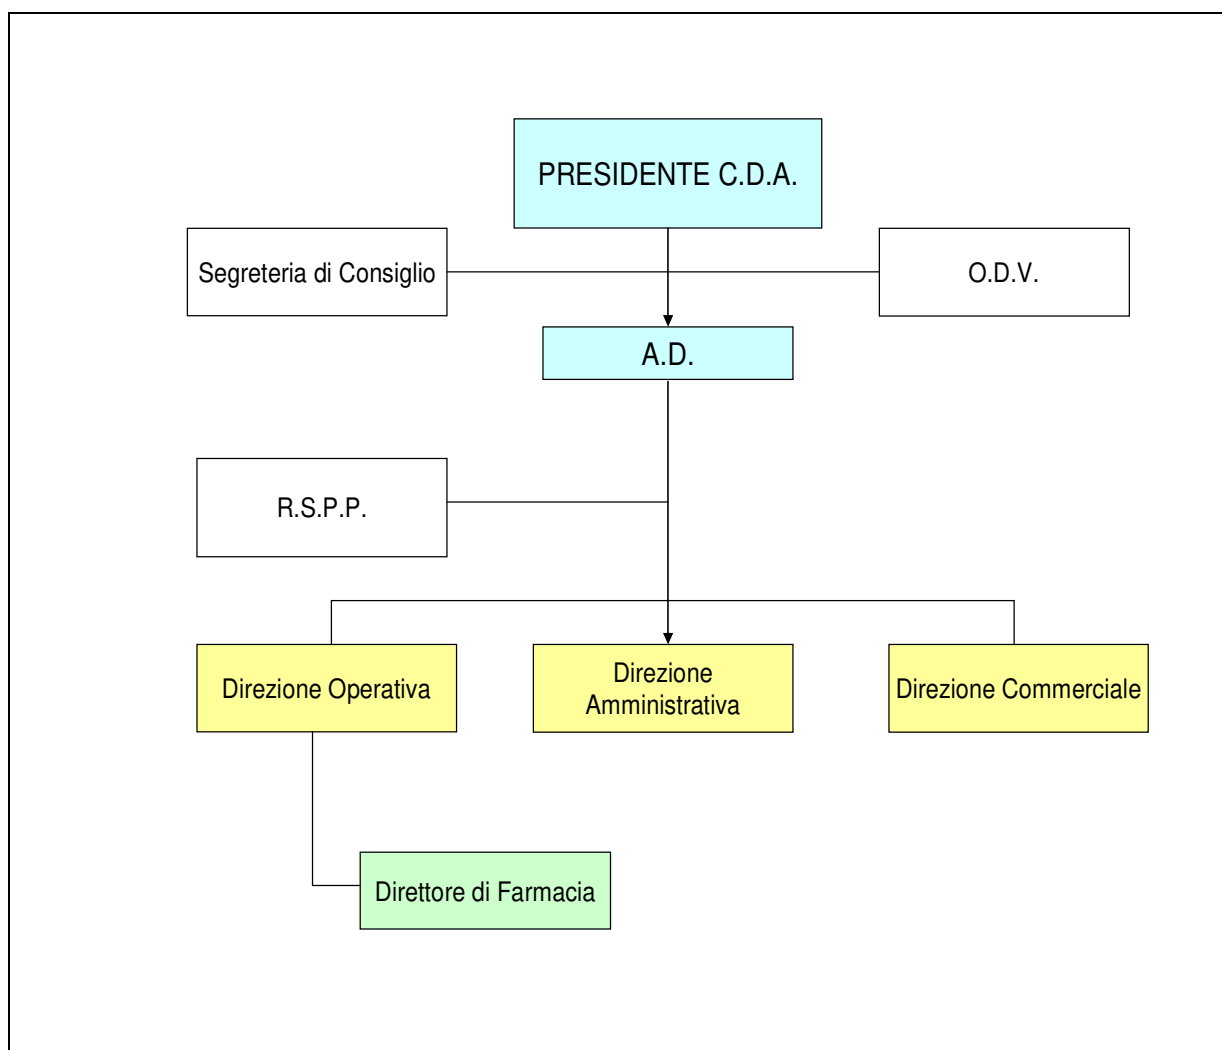 PRESIDENTE C.D.A.
Segreteria di Consiglio
O.D.V.
A.D.
R.S.P.P.
Direzione Operativa
Direzione
Amministrativa
Direzione Commerciale
Direttore di Farmacia